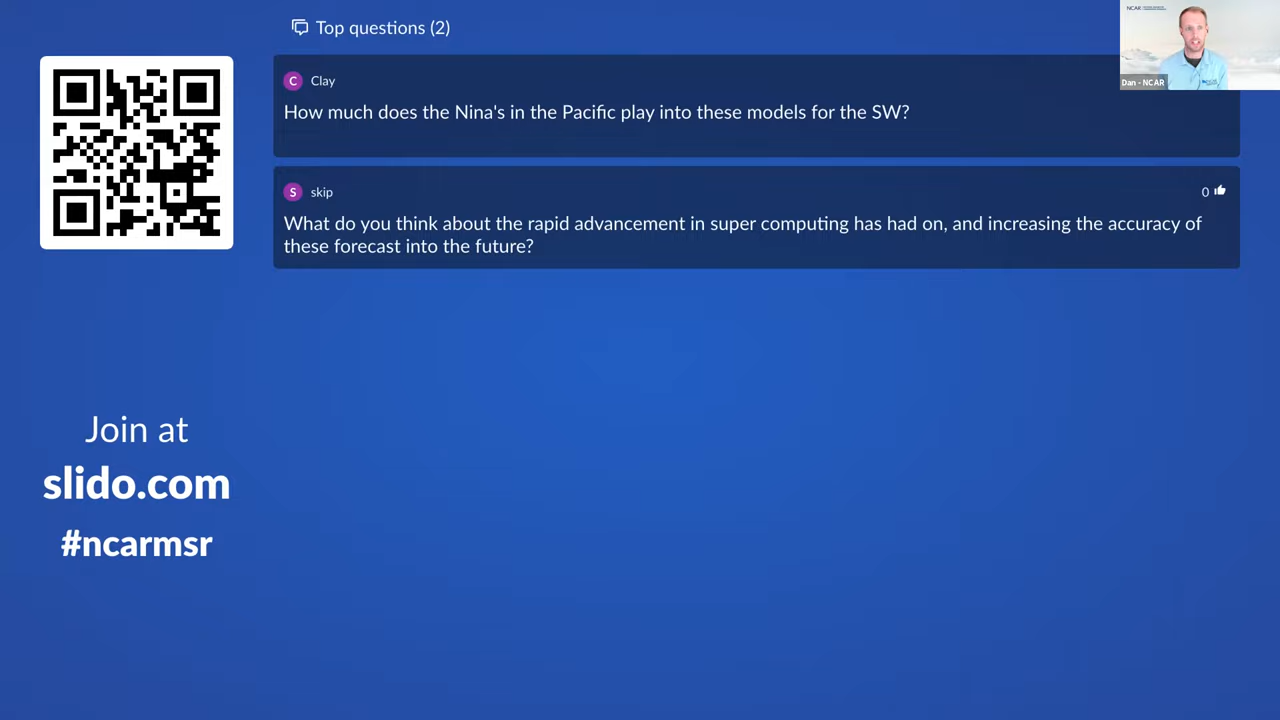 Top questions (2)
NCAR
C
Clay
Dan - NCAR
How much does the Nina's in the Pacific play into these models for the SW?
S
skip
0
What do you think about the rapid advancement in super computing has had on, and increasing the accuracy of
these forecast into the future?
Join at
slido.com
#ncarmsr